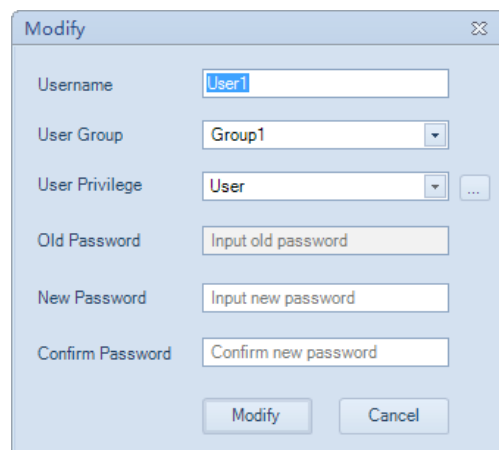 Modify
Username User1
User Group Group1
User Privilege User ...
Old Password Input old password
New Password Input new password
Confirm Password Confirm new password
Modify Cancel